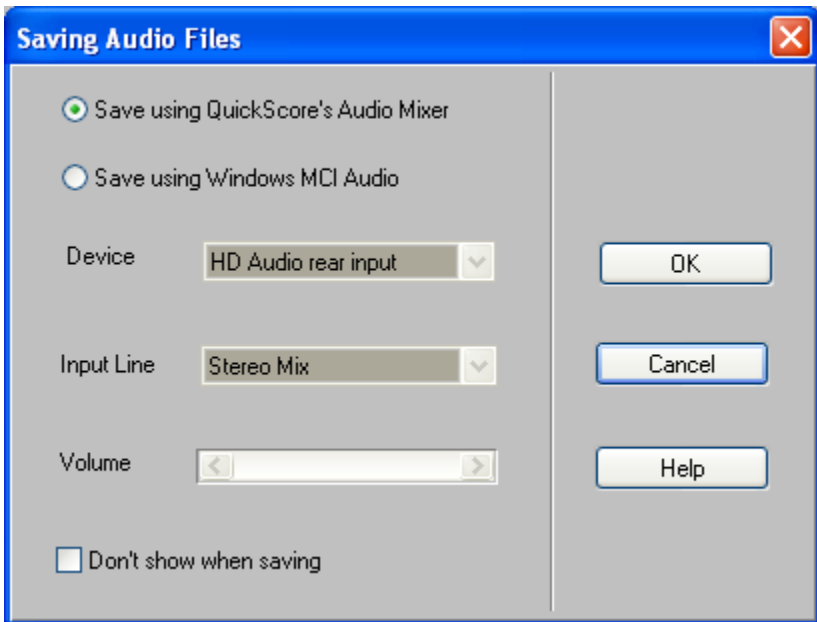 Saving Audio Files
Save using QuickScore's Audio Mixer
Save using Windows MCI Audio
Device
HD Audio rear input
OK
Input Line
Stereo Mix
Cancel
Volume
Help
Don't show when saving